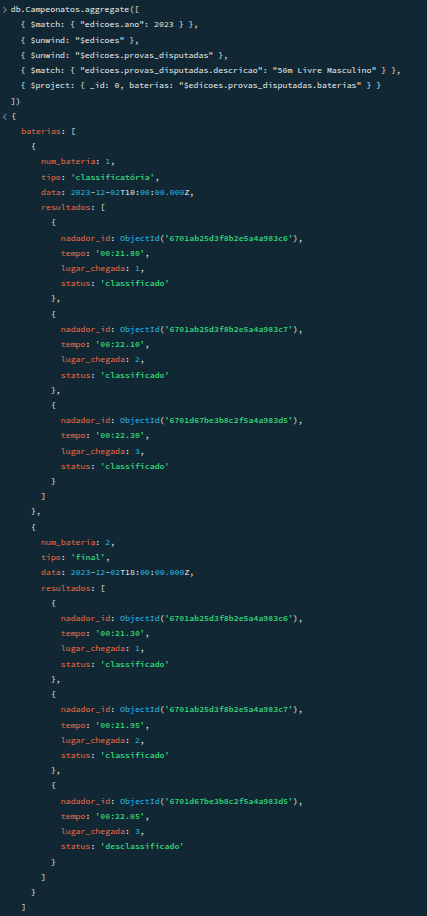 > db.Campeonatos.aggregate([
{ $match: { "edicoes.ano": 2023 } },
{ $unwind: "$edicoes" },
{ $unwind: "$edicoes.provas_disputadas" },
{ $match: { "edicoes.provas_disputadas.descricao": "50m Livre Masculino" } },
{ $project: { _id: 0, baterias: "$edicoes.provas_disputadas.baterias" } }
])
< {
baterias: [
{
num_bateria: 1,
tipo: 'classificatória',
data: 2023-12-02T10:00:00.000Z,
resultados: [
{
nadador_id: ObjectId('6701ab25d3f8b2e5a4a983c6'),
tempo: '00:21.80',
lugar_chegada: 1,
status: 'classificado'
},
{
nadador_id: ObjectId('6701ab25d3f8b2e5a4a983c7'),
tempo: '00:22.10',
lugar_chegada: 2,
status: 'classificado'
},
{
nadador_id: ObjectId('6701d67be3b8c2f5a4a983d5'),
tempo: '00:22.30',
lugar_chegada: 3,
status: 'classificado'
}
]
},
{
num_bateria: 2,
tipo: 'final',
data: 2023-12-02T18:00:00.000Z,
resultados: [
{
nadador_id: ObjectId('6701ab25d3f8b2e5a4a983c6'),
tempo: '00:21.30',
lugar_chegada: 1,
status: 'classificado'
},
{
nadador_id: ObjectId('6701ab25d3f8b2e5a4a983c7'),
tempo: '00:21.95',
lugar_chegada: 2,
status: 'classificado'
},
{
nadador_id: ObjectId('6701d67be3b8c2f5a4a983d5'),
tempo: '00:22.05',
lugar_chegada: 3,
status: 'desclassificado'
}
]
}
]